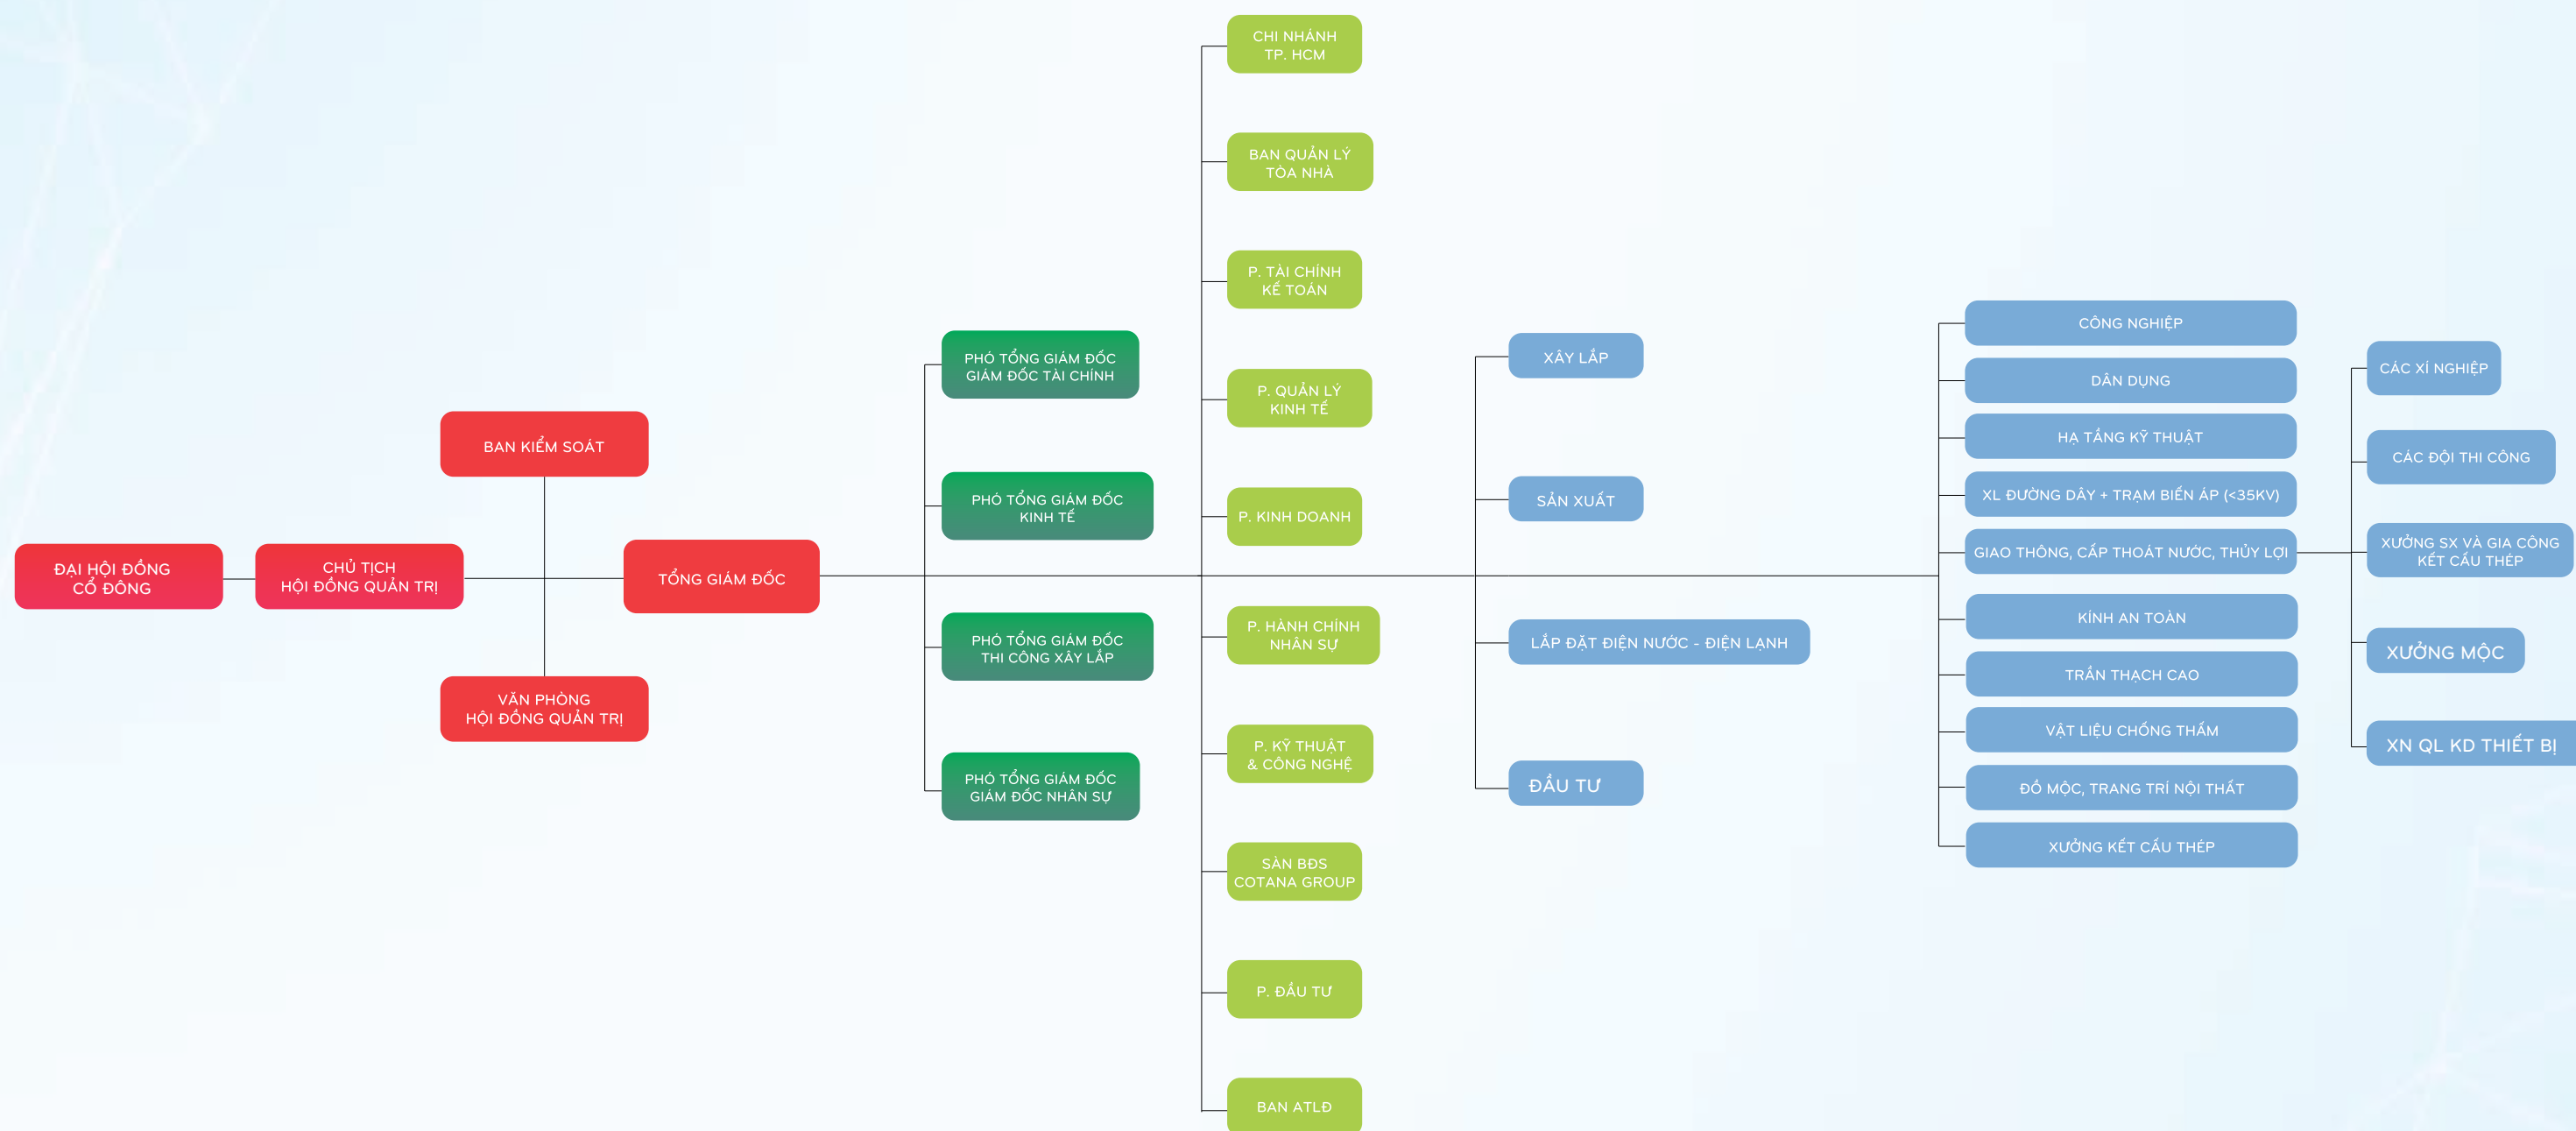 ĐẠI HỘI ĐỒNG
CỔ ĐÔNG
CHỦ TỊCH
HỘI ĐỒNG QUẢN TRỊ
BAN KIỂM SOÁT
VĂN PHÒNG
HỘI ĐỒNG QUẢN TRỊ
TỔNG GIÁM ĐỐC
PHÓ TỔNG GIÁM ĐỐC
GIÁM ĐỐC TÀI CHÍNH
PHÓ TỔNG GIÁM ĐỐC
KINH TẾ
PHÓ TỔNG GIÁM ĐỐC
THI CÔNG XÂY LẮP
PHÓ TỔNG GIÁM ĐỐC
GIÁM ĐỐC NHÂN SỰ
CHI NHÁNH
TP. HCM
BAN QUẢN LÝ
TÒA NHÀ
P. TÀI CHÍNH
KẾ TOÁN
P. QUẢN LÝ
KINH TẾ
P. KINH DOANH
P. HÀNH CHÍNH
NHÂN SỰ
P. KỸ THUẬT
& CÔNG NGHỆ
SÀN BĐS
COTANA GROUP
P. ĐẦU TƯ
BAN ATLĐ
XÂY LẮP
SẢN XUẤT
LẮP ĐẶT ĐIỆN NƯỚC - ĐIỆN LẠNH
ĐẦU TƯ
CÔNG NGHIỆP
DÂN DỤNG
HẠ TẦNG KỸ THUẬT
XL ĐƯỜNG DÂY + TRẠM BIẾN ÁP (<35KV)
GIAO THÔNG, CẤP THOÁT NƯỚC, THỦY LỢI
KÍNH AN TOÀN
TRẦN THẠCH CAO
VẬT LIỆU CHỐNG THẤM
ĐỒ MỘC, TRANG TRÍ NỘI THẤT
XƯỞNG KẾT CẤU THÉP
CÁC XÍ NGHIỆP
CÁC ĐỘI THI CÔNG
XƯỞNG SX VÀ GIA CÔNG
KẾT CẤU THÉP
XƯỞNG MỘC
XN QL KD THIẾT BỊ